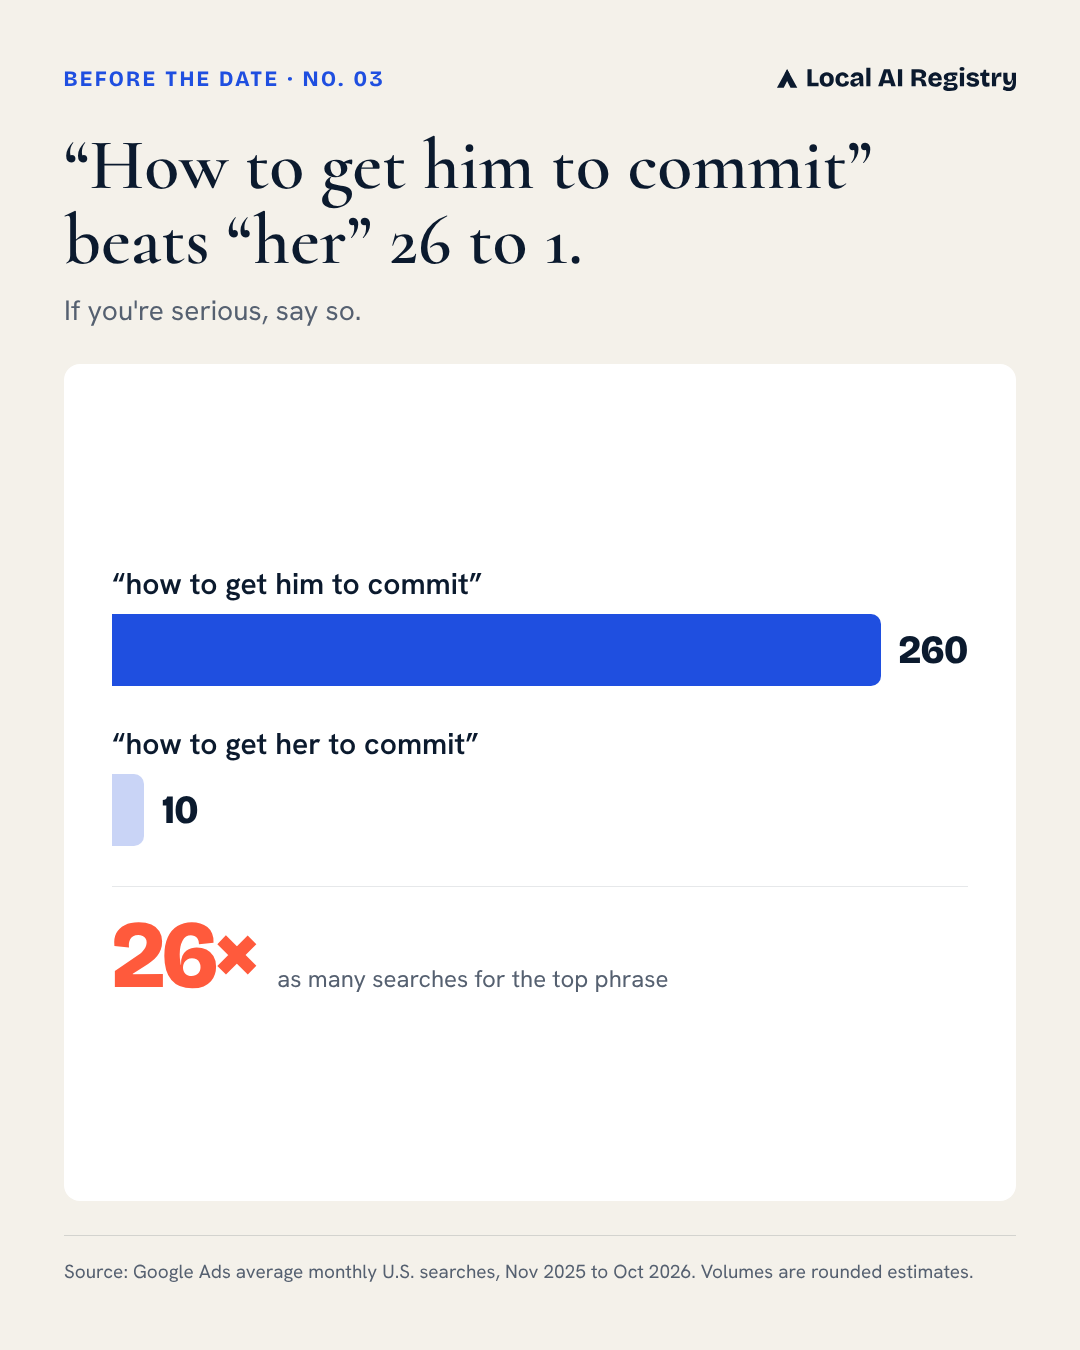 BEFORE THE DATE · NO. 03
Local AI Registry
“How to get him to commit”
beats “her” 26 to 1.
If you're serious, say so.
“how to get him to commit”
260
“how to get her to commit”
10
26× as many searches for the top phrase
Source: Google Ads average monthly U.S. searches, Nov 2025 to Oct 2026. Volumes are rounded estimates.